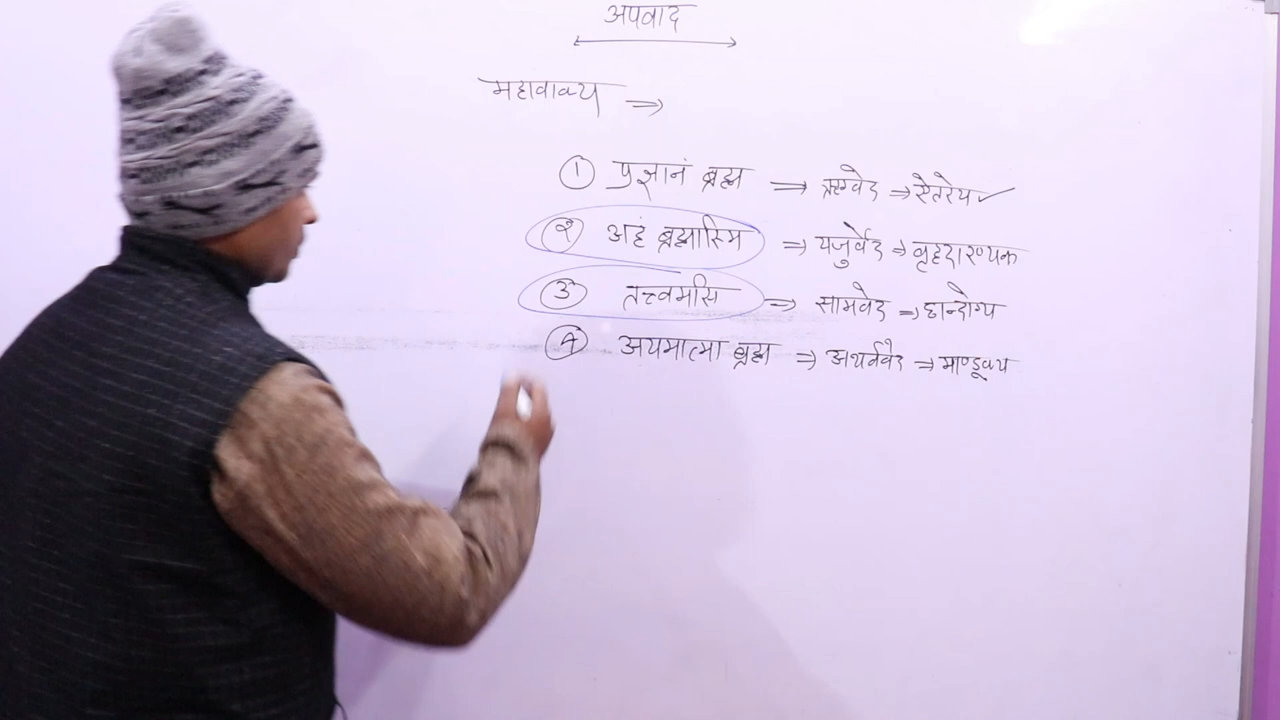 अपवाद
महावाक्य ⇒
① प्रज्ञानं ब्रह्म ⇒ ऋग्वेद ⇒ ऐतरेय ✓
② अहं ब्रह्मास्मि ⇒ यजुर्वेद ⇒ बृहदारण्यक
③ तत्त्वमसि ⇒ सामवेद ⇒ छान्दोग्य
④ अयमात्मा ब्रह्म ⇒ अथर्ववेद ⇒ माण्डूक्य